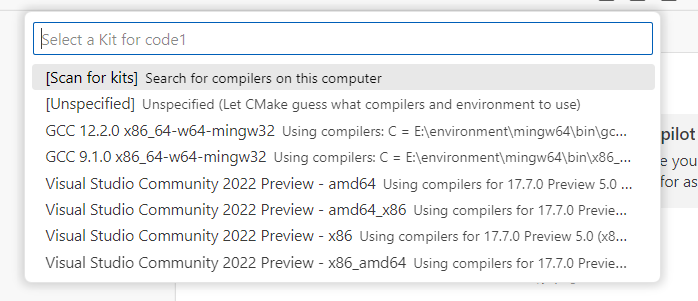 Select a Kit for code1
[Scan for kits] Search for compilers on this computer
[Unspecified] Unspecified (Let CMake guess what compilers and environment to use)
GCC 12.2.0 x86_64-w64-mingw32 Using compilers: C = E:\environment\mingw64\bin\gc...
GCC 9.1.0 x86_64-w64-mingw32 Using compilers: C = E:\environment\mingw64\bin\x86_...
Visual Studio Community 2022 Preview - amd64 Using compilers for 17.7.0 Preview 5.0 ...
Visual Studio Community 2022 Preview - amd64_x86 Using compilers for 17.7.0 Previe...
Visual Studio Community 2022 Preview - x86 Using compilers for 17.7.0 Preview 5.0 (x8...
Visual Studio Community 2022 Preview - x86_amd64 Using compilers for 17.7.0 Previe...
pilot
e you
for as